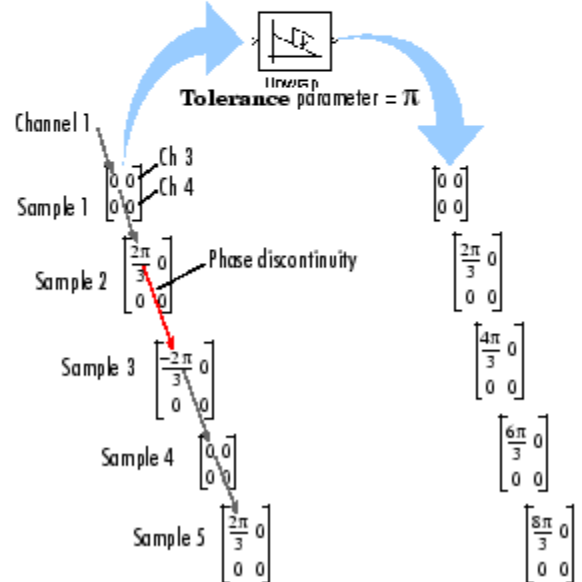 Unwrap
Tolerance parameter = π
Channel 1
Ch 3
Ch 4
Sample 1
0 0
0 0
0 0
0 0
Sample 2
2π/3 0
0 0
Phase discontinuity
2π/3 0
0 0
Sample 3
-2π/3 0
0 0
4π/3 0
0 0
Sample 4
0 0
0 0
6π/3 0
0 0
Sample 5
2π/3 0
0 0
8π/3 0
0 0